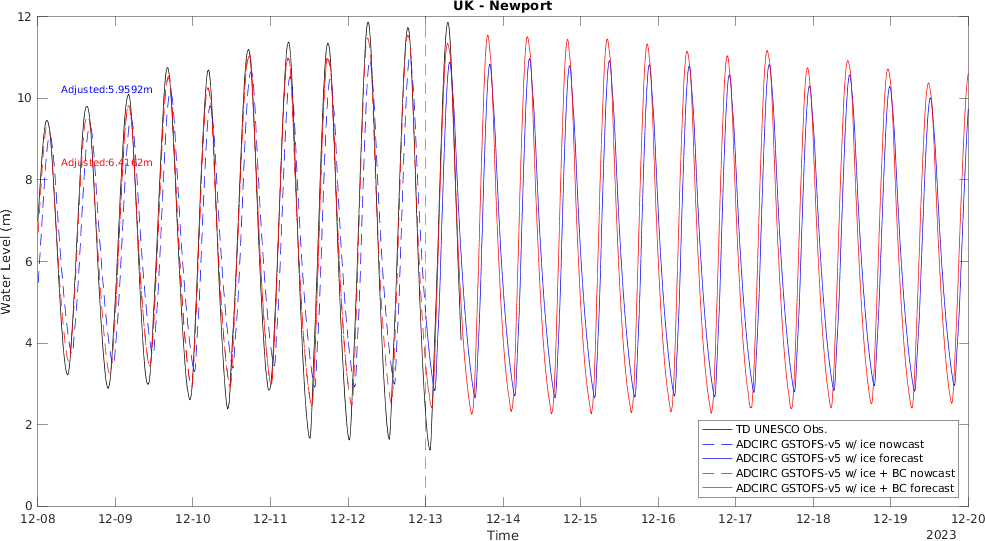 UK - Newport
12
10
8
6
4
2
0
Water Level (m)
Adjusted:5.9592m
Adjusted:6.4162m
TD UNESCO Obs.
ADCIRC GSTOFS-v5 w/ ice nowcast
ADCIRC GSTOFS-v5 w/ ice forecast
ADCIRC GSTOFS-v5 w/ ice + BC nowcast
ADCIRC GSTOFS-v5 w/ ice + BC forecast
12-08 12-09 12-10 12-11 12-12 12-13 12-14 12-15 12-16 12-17 12-18 12-19 12-20
Time
2023